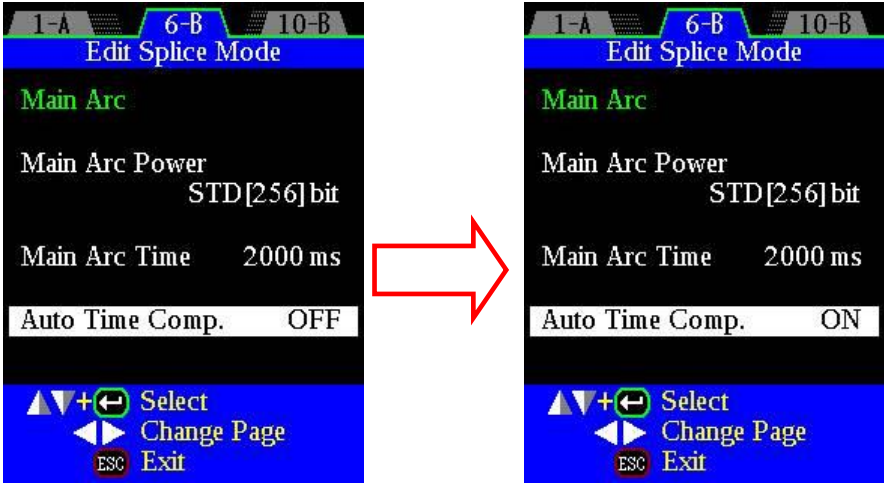 1-A 6-B 10-B
Edit Splice Mode
Main Arc
Main Arc Power
STD[256]bit
Main Arc Time 2000 ms
Auto Time Comp. OFF
+ Select
Change Page
ESC Exit
1-A 6-B 10-B
Edit Splice Mode
Main Arc
Main Arc Power
STD[256]bit
Main Arc Time 2000 ms
Auto Time Comp. ON
+ Select
Change Page
ESC Exit